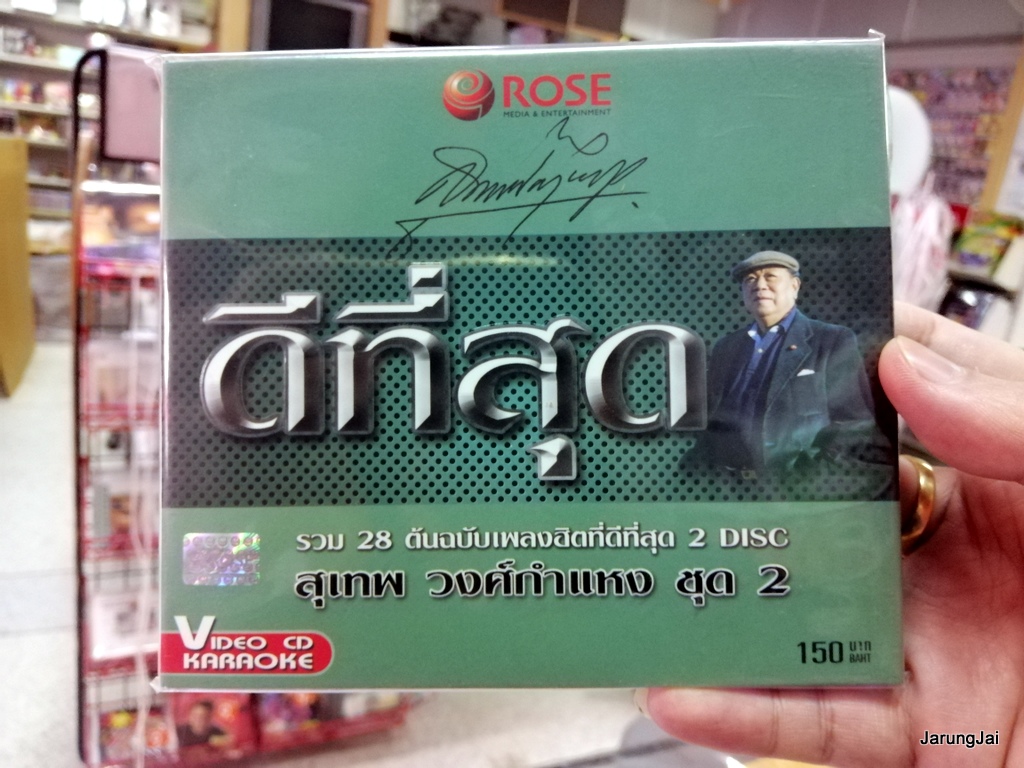 ROSE
MEDIA & ENTERTAINMENT
ดีที่สุด
รวม 28 ต้นฉบับเพลงฮิตที่ดีที่สุด 2 DISC
สุเทพ วงศ์กำแหง ชุด 2
VIDEO CD
KARAOKE
150 บาท
BAHT
JarungJai